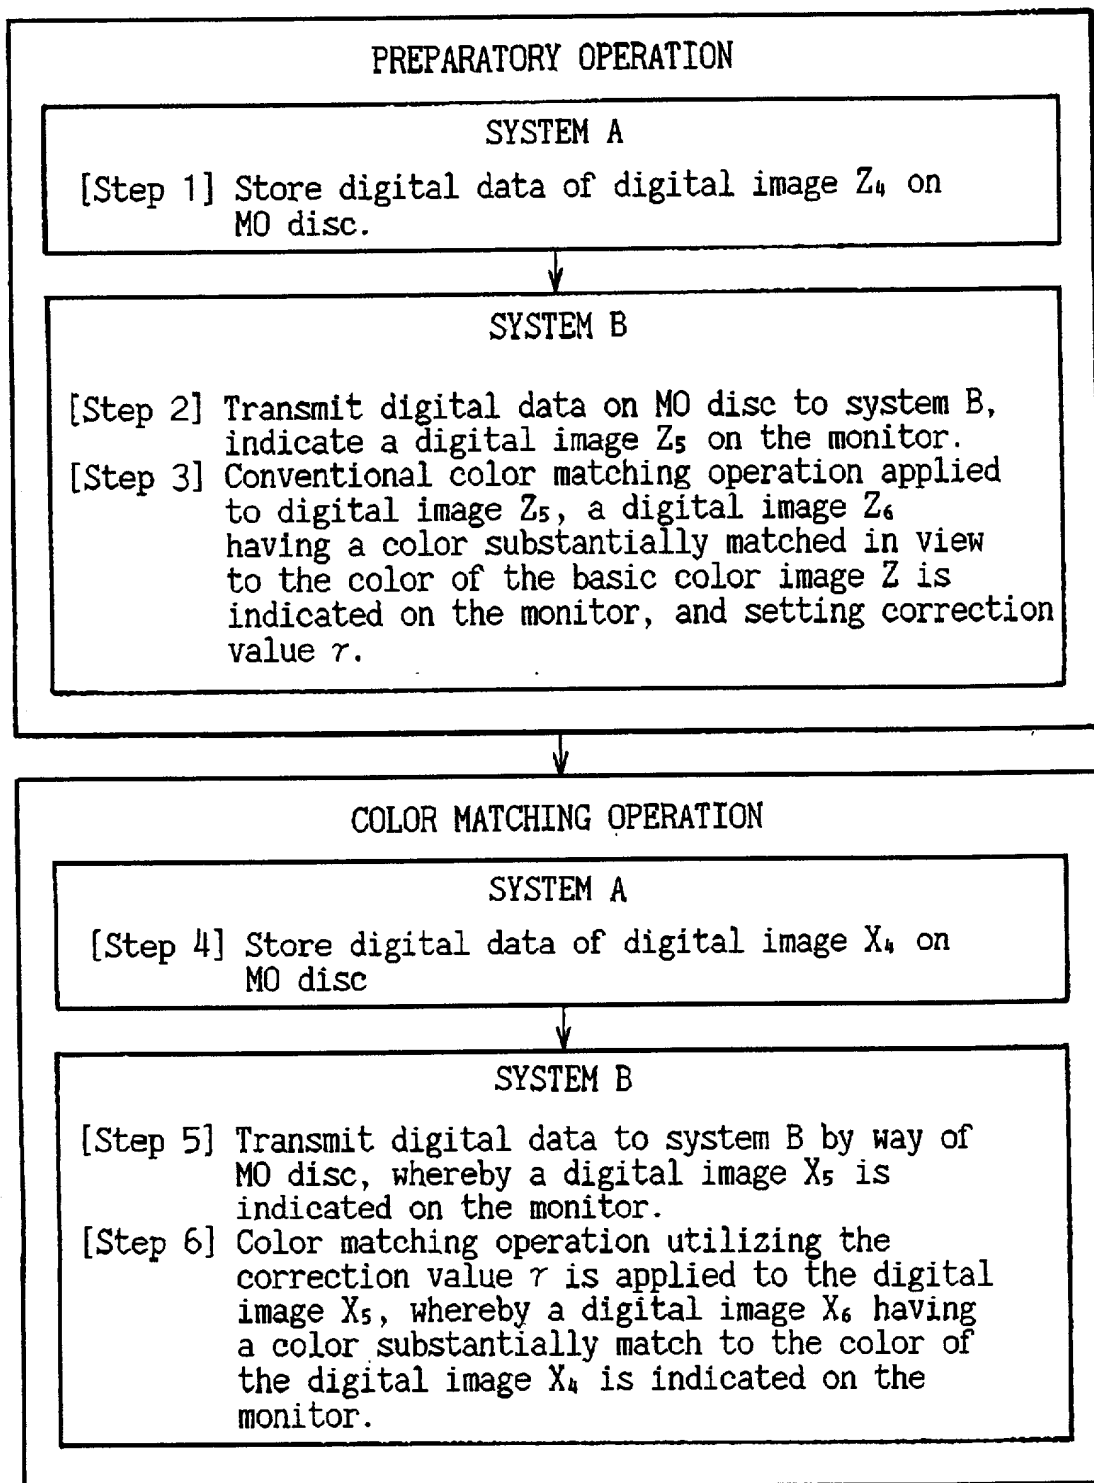 PREPARATORY OPERATION
SYSTEM A
[Step 1] Store digital data of digital image Z₄ on
MO disc.
SYSTEM B
[Step 2] Transmit digital data on MO disc to system B,
indicate a digital image Z₅ on the monitor.
[Step 3] Conventional color matching operation applied
to digital image Z₅, a digital image Z₆
having a color substantially matched in view
to the color of the basic color image Z is
indicated on the monitor, and setting correction
value τ.
COLOR MATCHING OPERATION
SYSTEM A
[Step 4] Store digital data of digital image X₄ on
MO disc
SYSTEM B
[Step 5] Transmit digital data to system B by way of
MO disc, whereby a digital image X₅ is
indicated on the monitor.
[Step 6] Color matching operation utilizing the
correction value τ is applied to the digital
image X₅, whereby a digital image X₆ having
a color substantially match to the color of
the digital image X₄ is indicated on the
monitor.